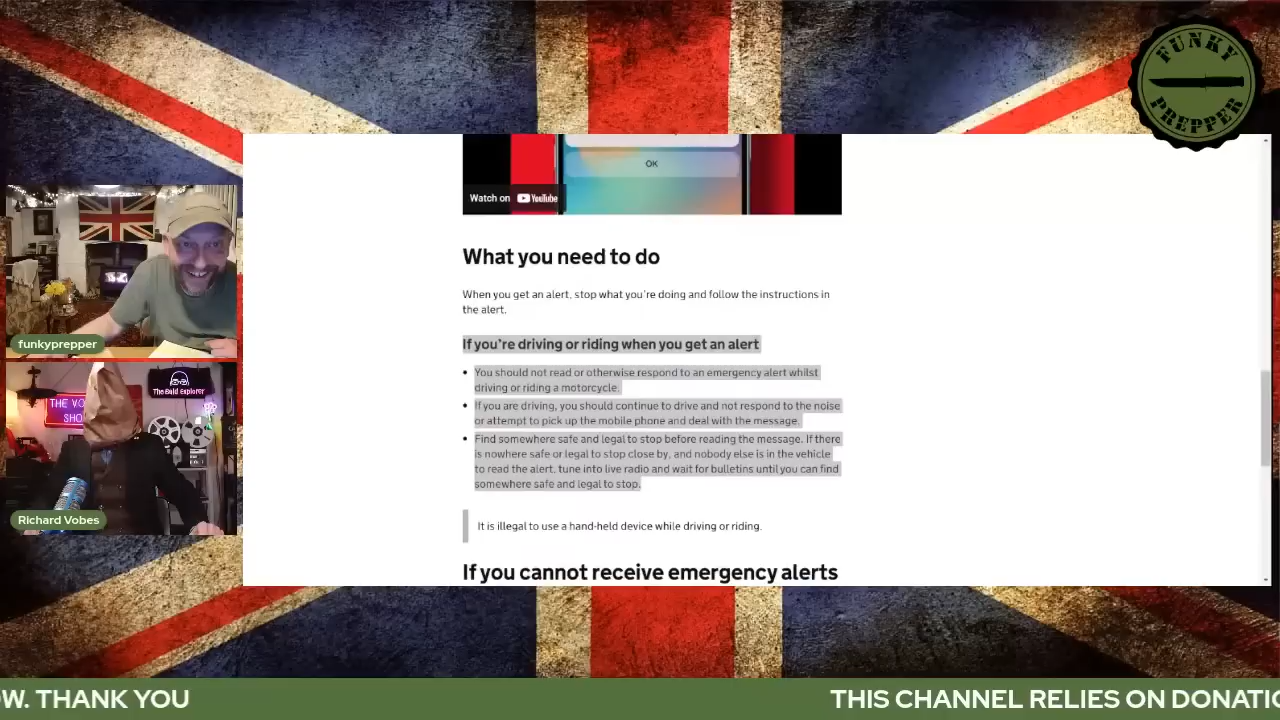 FUNKY
PREPPER
OK
Watch on YouTube
What you need to do
When you get an alert, stop what you're doing and follow the instructions in
the alert.
If you're driving or riding when you get an alert
You should not read or otherwise respond to an emergency alert whilst
driving or riding a motorcycle.
If you are driving, you should continue to drive and not respond to the noise
or attempt to pick up the mobile phone and deal with the message.
Find somewhere safe and legal to stop before reading the message. If there
is nowhere safe or legal to stop close by, and nobody else is in the vehicle
to read the alert, tune into live radio and wait for bulletins until you can find
somewhere safe and legal to stop.
It is illegal to use a hand-held device while driving or riding.
If you cannot receive emergency alerts
funkyprepper
THE VO
SHO
The Bald Explorer
Richard Vobes
OW. THANK YOU
THIS CHANNEL RELIES ON DONATIO